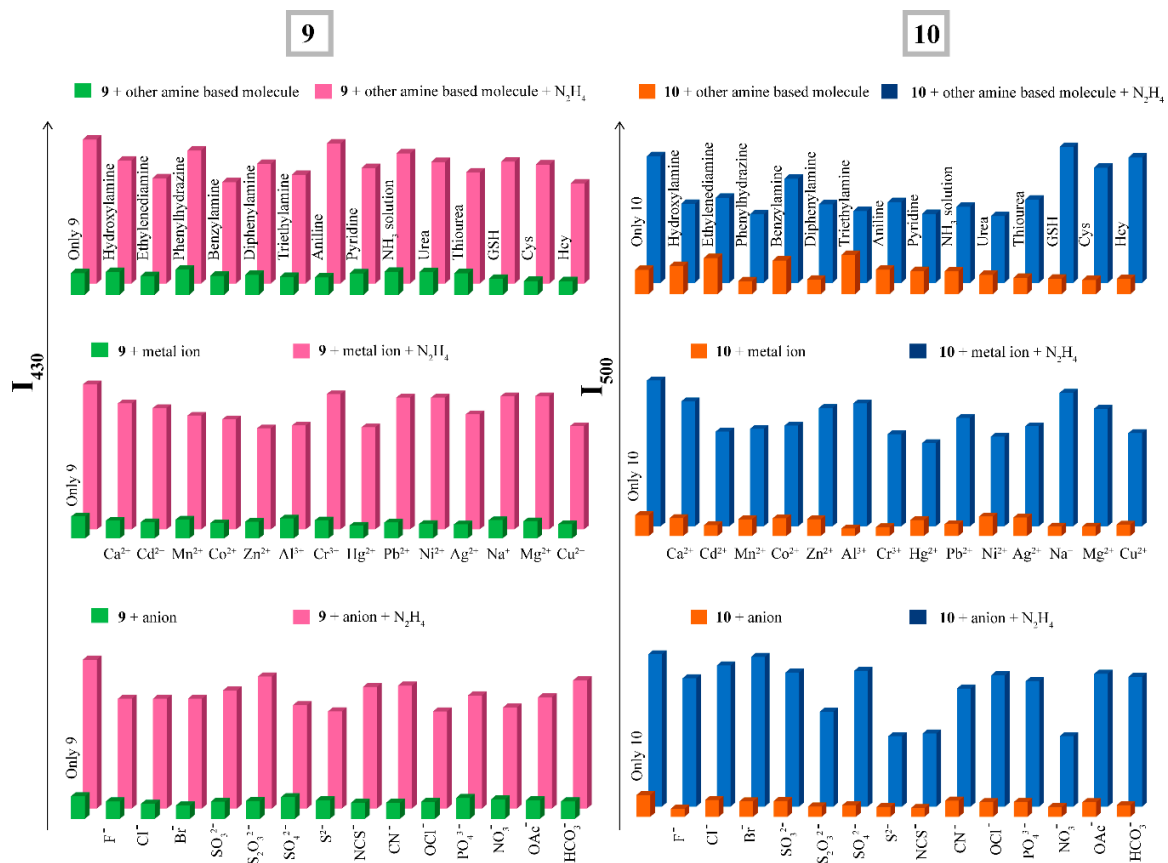 9
10
9 + other amine based molecule
9 + other amine based molecule + N₂H₄
10 + other amine based molecule
10 + other amine based molecule + N₂H₄
Only 9
Hydroxylamine
Ethylenediamine
Phenylhydrazine
Benzylamine
Diphenylamine
Triethylamine
Aniline
Pyridine
NH₃ solution
Urea
Thiourea
GSH
Cys
Hcy
Only 10
Hydroxylamine
Ethylenediamine
Phenylhydrazine
Benzylamine
Diphenylamine
Triethylamine
Aniline
Pyridine
NH₃ solution
Urea
Thiourea
GSH
Cys
Hcy
I₄₃₀
I₅₀₀
9 + metal ion
9 + metal ion + N₂H₄
10 + metal ion
10 + metal ion + N₂H₄
Only 9
Ca²⁻ Cd²⁻ Mn²⁺ Co²⁺ Zn²⁺ Al³⁻ Cr³⁻ Hg²⁺ Pb²⁺ Ni²⁺ Ag²⁺ Na⁺ Mg²⁺ Cu²⁻
Only 10
Ca²⁺ Cd²⁺ Mn²⁺ Co²⁻ Zn²⁺ Al³⁺ Cr³⁺ Hg²⁺ Pb²⁺ Ni²⁺ Ag²⁺ Na⁻ Mg²⁺ Cu²⁺
9 + anion
9 + anion + N₂H₄
10 + anion
10 + anion + N₂H₄
Only 9
F⁻
Cl⁻
Br⁻
SO₃²⁻
S₂O₃²⁻
SO₄²⁻
S²⁻
NCS⁻
CN⁻
OCl⁻
PO₄³⁻
NO₃⁻
OAc⁻
HCO₃⁻
Only 10
F⁻
Cl⁻
Br⁻
SO₃²⁻
S₂O₃²⁻
SO₄²⁻
S²⁻
NCS⁻
CN⁻
OCl⁻
PO₄³⁻
NO₃⁻
OAc⁻
HCO₃⁻